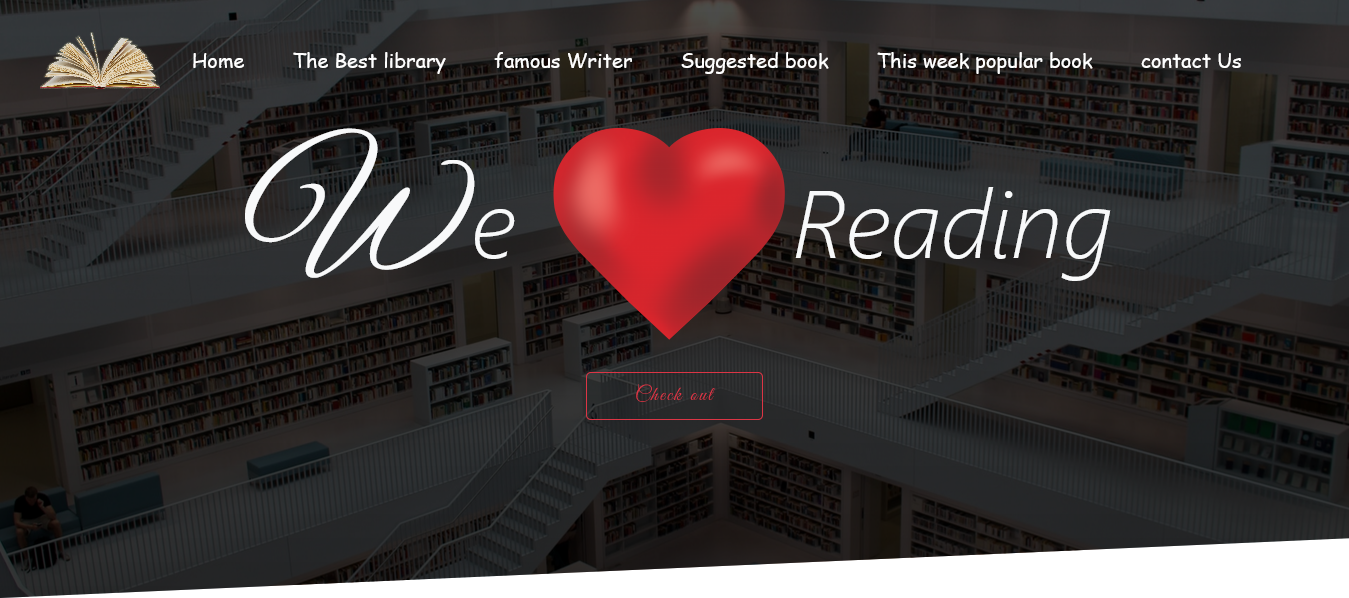 Home The Best library famous Writer Suggested book This week popular book contact Us
We Reading
Check out